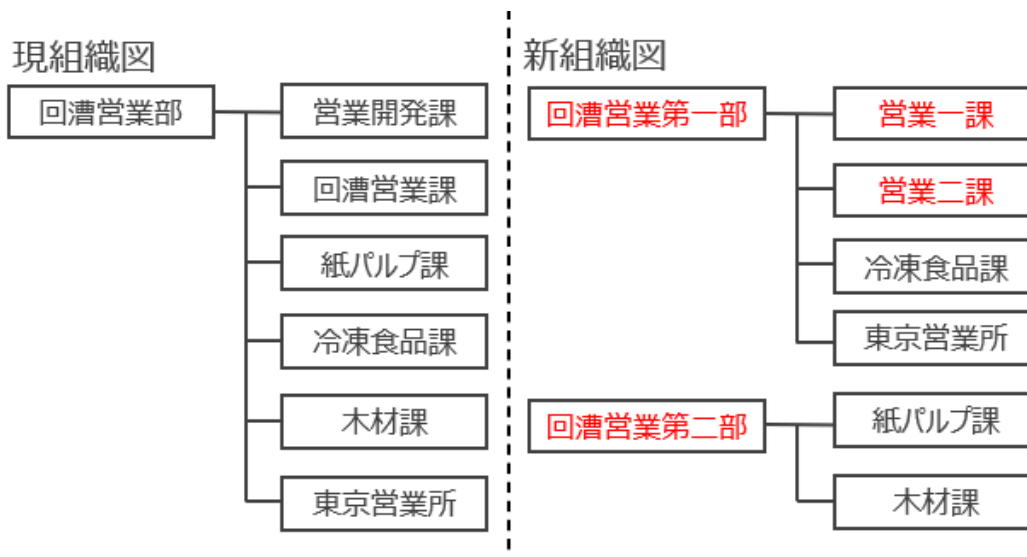 現組織図
回漕営業部
営業開発課
回漕営業課
紙パルプ課
冷凍食品課
木材課
東京営業所
新組織図
回漕営業第一部
営業一課
営業二課
冷凍食品課
東京営業所
回漕営業第二部
紙パルプ課
木材課